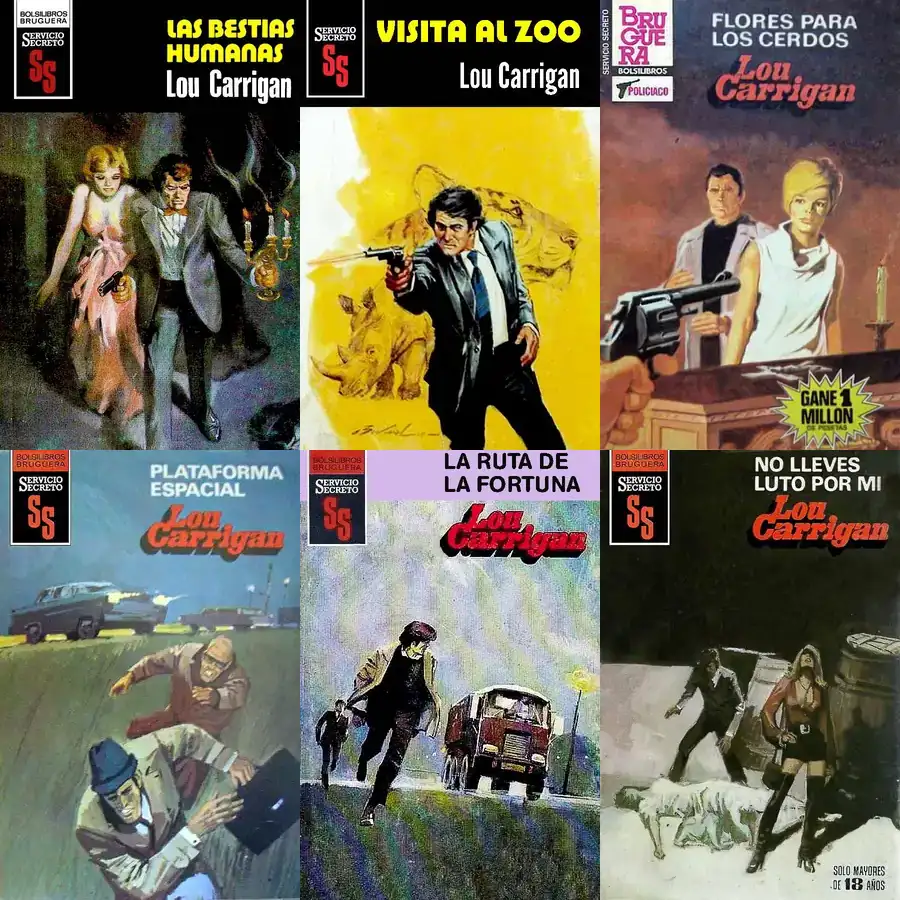 BOLSILIBROS
BRUGUERA
SERVICIO
SECRETO
SS
LAS BESTIAS
HUMANAS
Lou Carrigan
SERVICIO
SECRETO
SS
VISITA AL ZOO
Lou Carrigan
SERVICIO SECRETO
BRU
GUE
RA
BOLSILIBROS
POLICIACO
FLORES PARA
LOS CERDOS
Lou
Carrigan
GANE 1
MILLON
DE PESETAS
BOLSILIBROS
BRUGUERA
SERVICIO
SECRETO
SS
PLATAFORMA
ESPACIAL
Lou
Carrigan
BOLSILIBROS
BRUGUERA
SERVICIO
SECRETO
SS
LA RUTA DE
LA FORTUNA
Lou
Carrigan
BOLSILIBROS
BRUGUERA
SERVICIO
SECRETO
SS
NO LLEVES
LUTO POR MI
Lou
Carrigan
SOLO MAYORES
DE 18 AÑOS